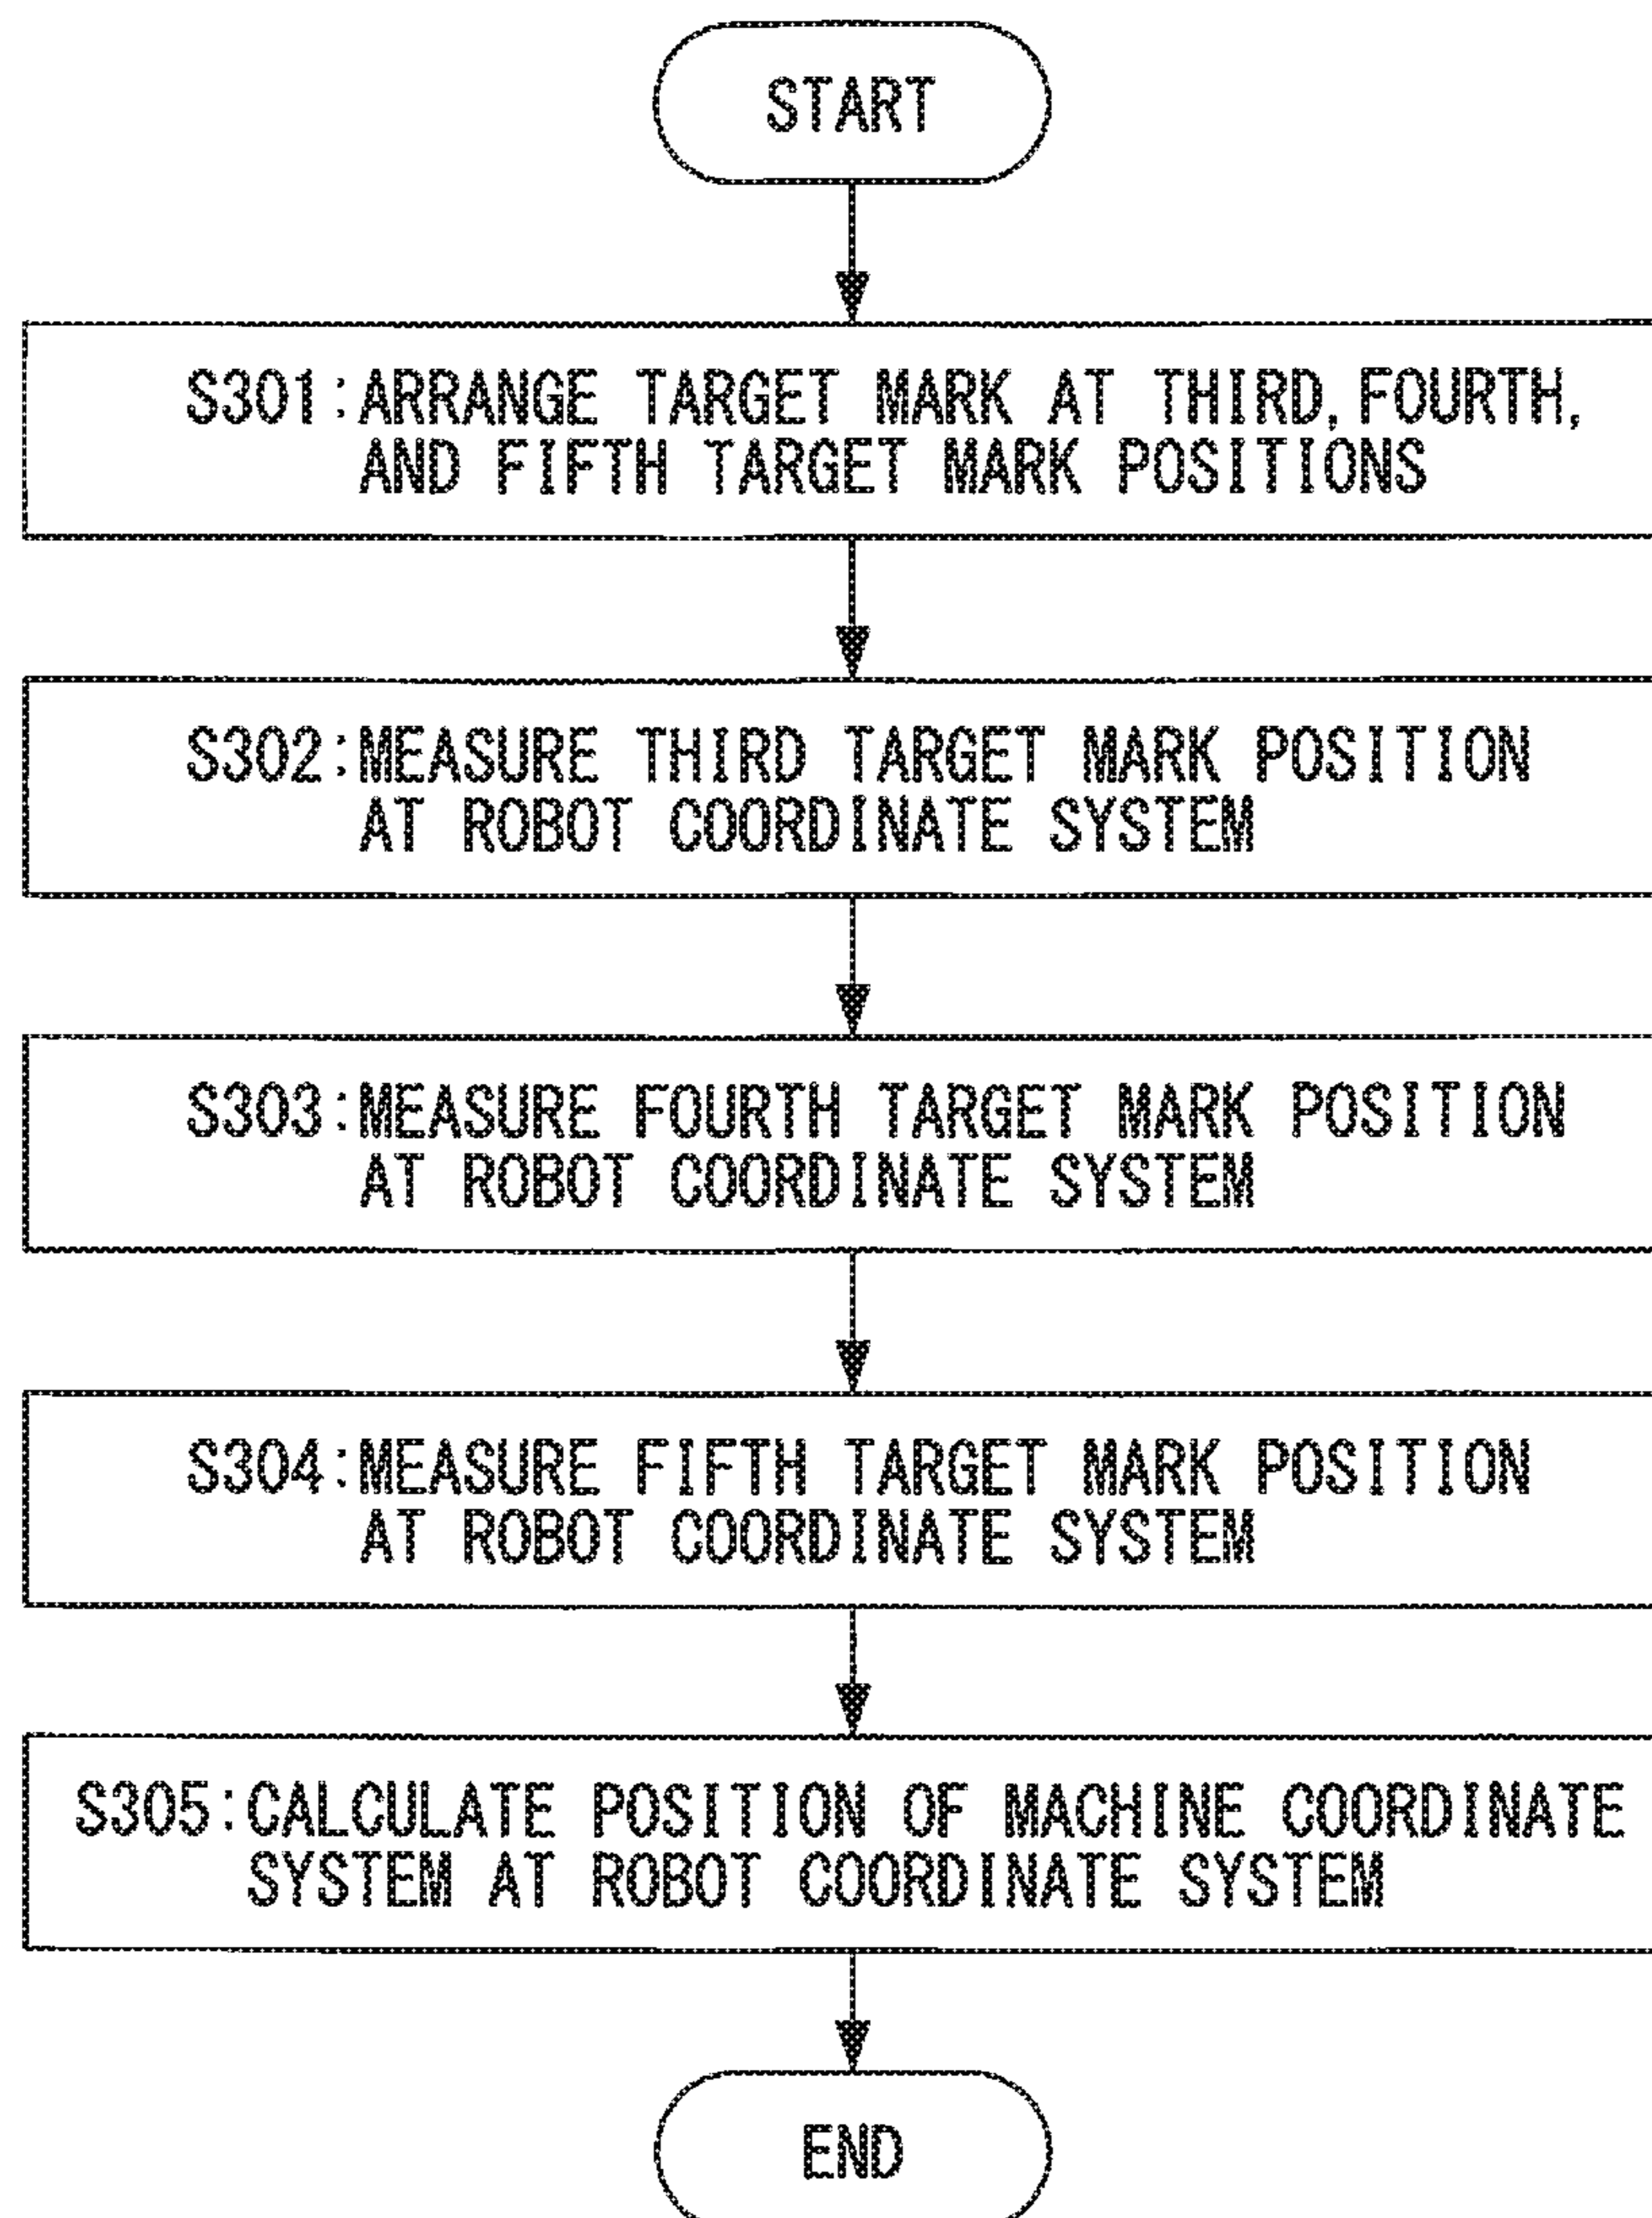 START
S301:ARRANGE TARGET MARK AT THIRD, FOURTH,
AND FIFTH TARGET MARK POSITIONS
S302:MEASURE THIRD TARGET MARK POSITION
AT ROBOT COORDINATE SYSTEM
S303:MEASURE FOURTH TARGET MARK POSITION
AT ROBOT COORDINATE SYSTEM
S304:MEASURE FIFTH TARGET MARK POSITION
AT ROBOT COORDINATE SYSTEM
S305:CALCULATE POSITION OF MACHINE COORDINATE
SYSTEM AT ROBOT COORDINATE SYSTEM
END